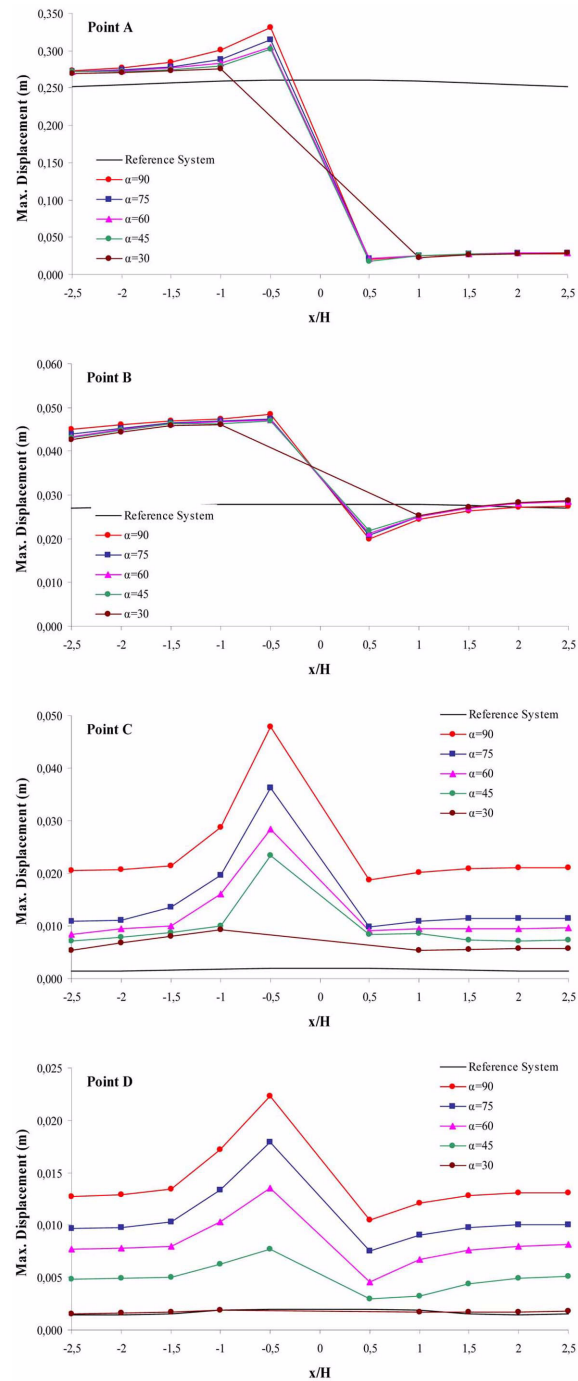 Point A
0,350
0,300
0,250
0,200
0,150
0,100
0,050
0,000
Max. Displacement (m)
Reference System
α=90
α=75
α=60
α=45
α=30
-2,5 -2 -1,5 -1 -0,5 0 0,5 1 1,5 2 2,5
x/H
Point B
0,060
0,050
0,040
0,030
0,020
0,010
0,000
Max. Displacement (m)
Reference System
α=90
α=75
α=60
α=45
α=30
-2,5 -2 -1,5 -1 -0,5 0 0,5 1 1,5 2 2,5
x/H
Point C
0,050
0,040
0,030
0,020
0,010
0,000
Max. Displacement (m)
Reference System
α=90
α=75
α=60
α=45
α=30
-2,5 -2 -1,5 -1 -0,5 0 0,5 1 1,5 2 2,5
x/H
Point D
0,025
0,020
0,015
0,010
0,005
0,000
Max. Displacement (m)
Reference System
α=90
α=75
α=60
α=45
α=30
-2,5 -2 -1,5 -1 -0,5 0 0,5 1 1,5 2 2,5
x/H